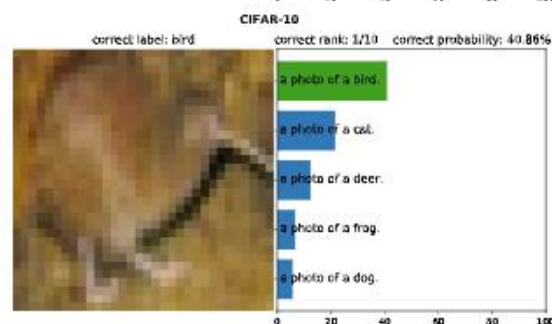 CIFAR-10
correct label: bird
correct rank: 1/10 correct probability: 40.86%
a photo of a bird.
a photo of a cat.
a photo of a deer.
a photo of a frog.
a photo of a dog.
0 20 40 60 80 100